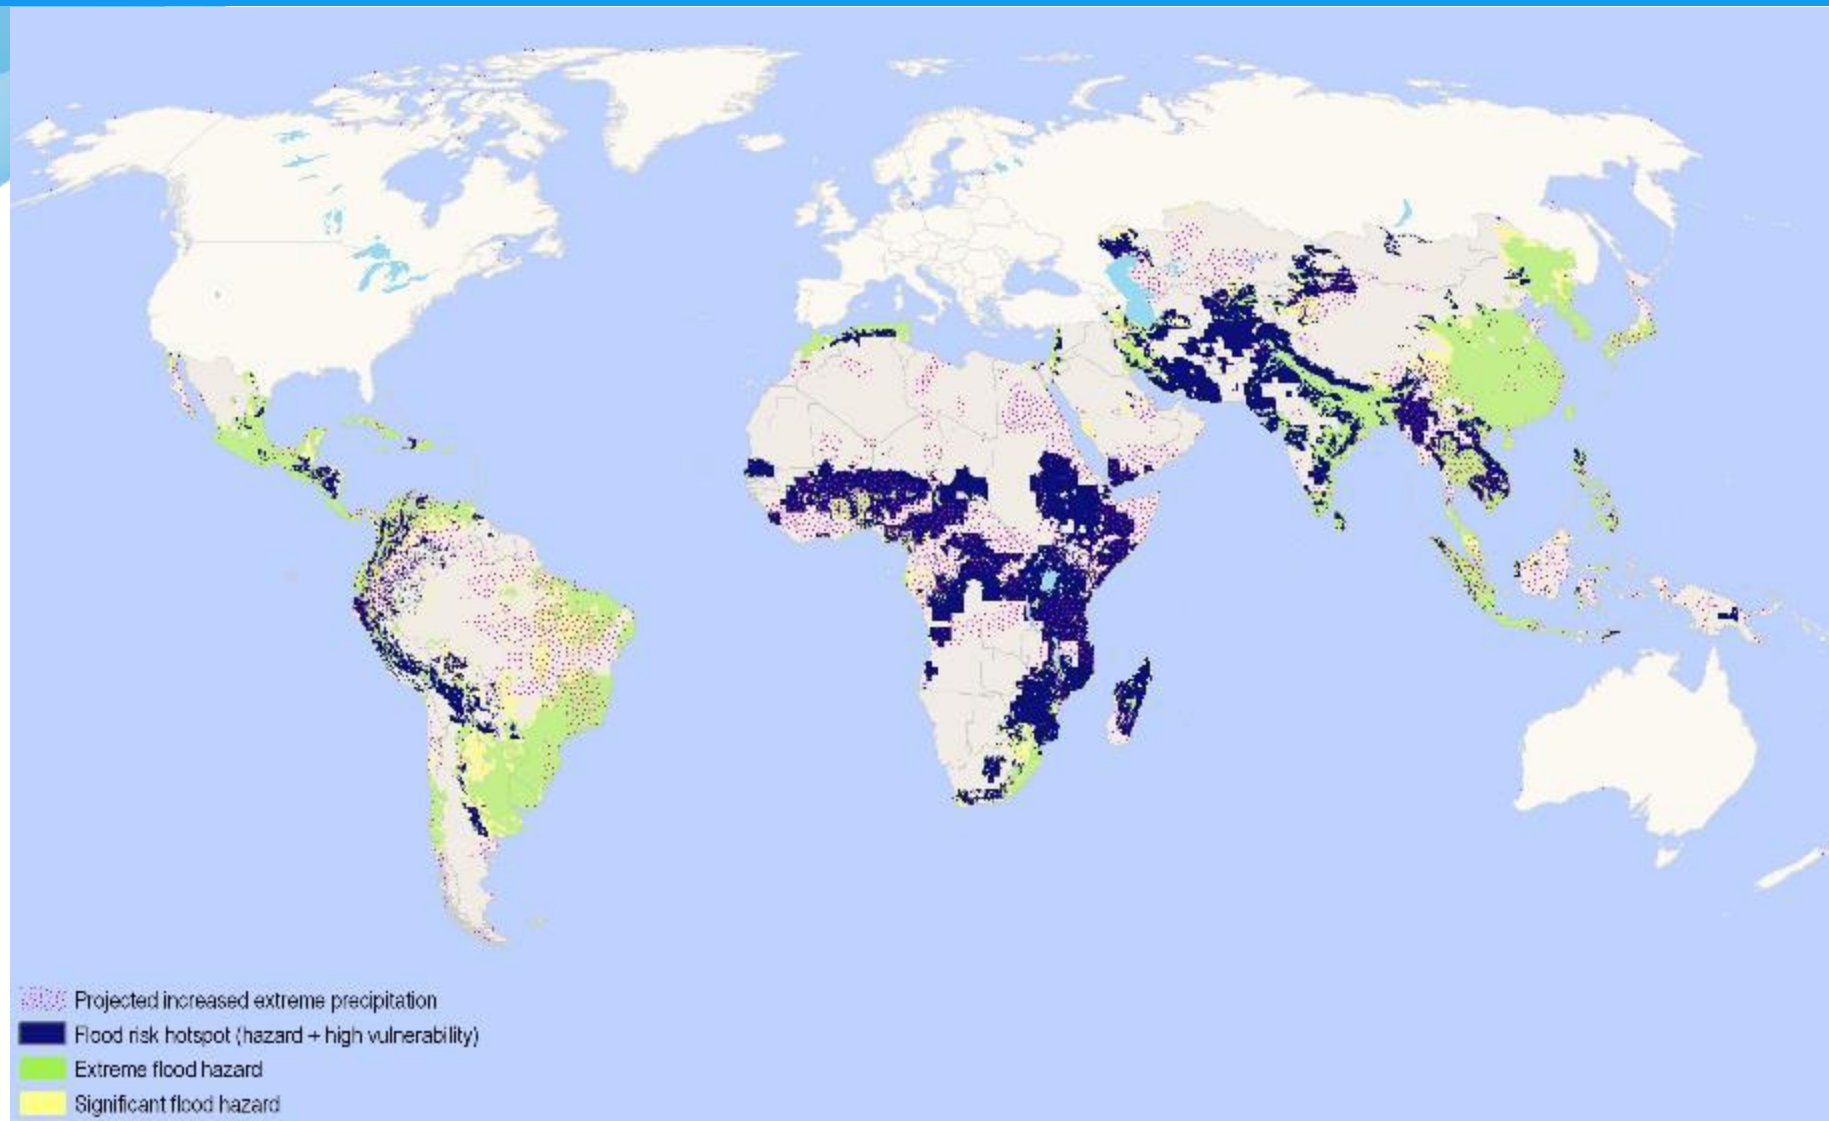 Projected increased extreme precipitation
Flood risk hotspot (hazard + high vulnerability)
Extreme flood hazard
Significant flood hazard